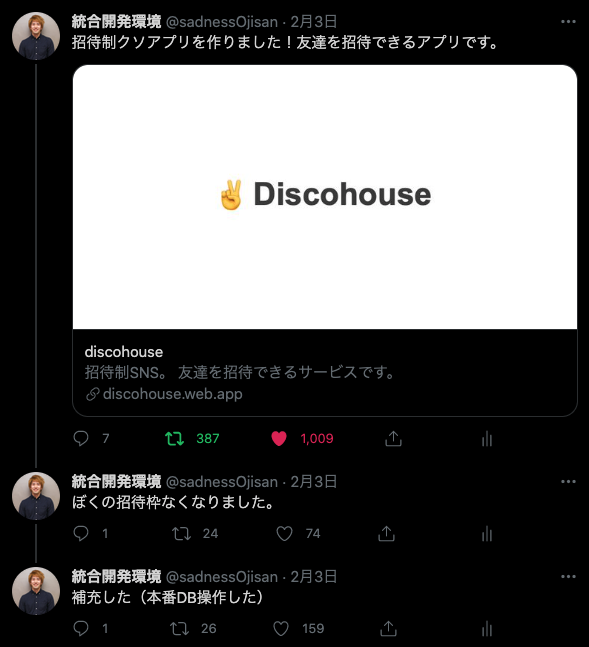 統合開発環境 @sadnessOjisan · 2月3日
招待制クソアプリを作りました！友達を招待できるアプリです。
✌ Discohouse
discohouse
招待制SNS。 友達を招待できるサービスです。
discohouse.web.app
7 387 1,009
統合開発環境 @sadnessOjisan · 2月3日
ぼくの招待枠なくなりました。
1 24 74
統合開発環境 @sadnessOjisan · 2月3日
補充した（本番DB操作した）
1 26 159